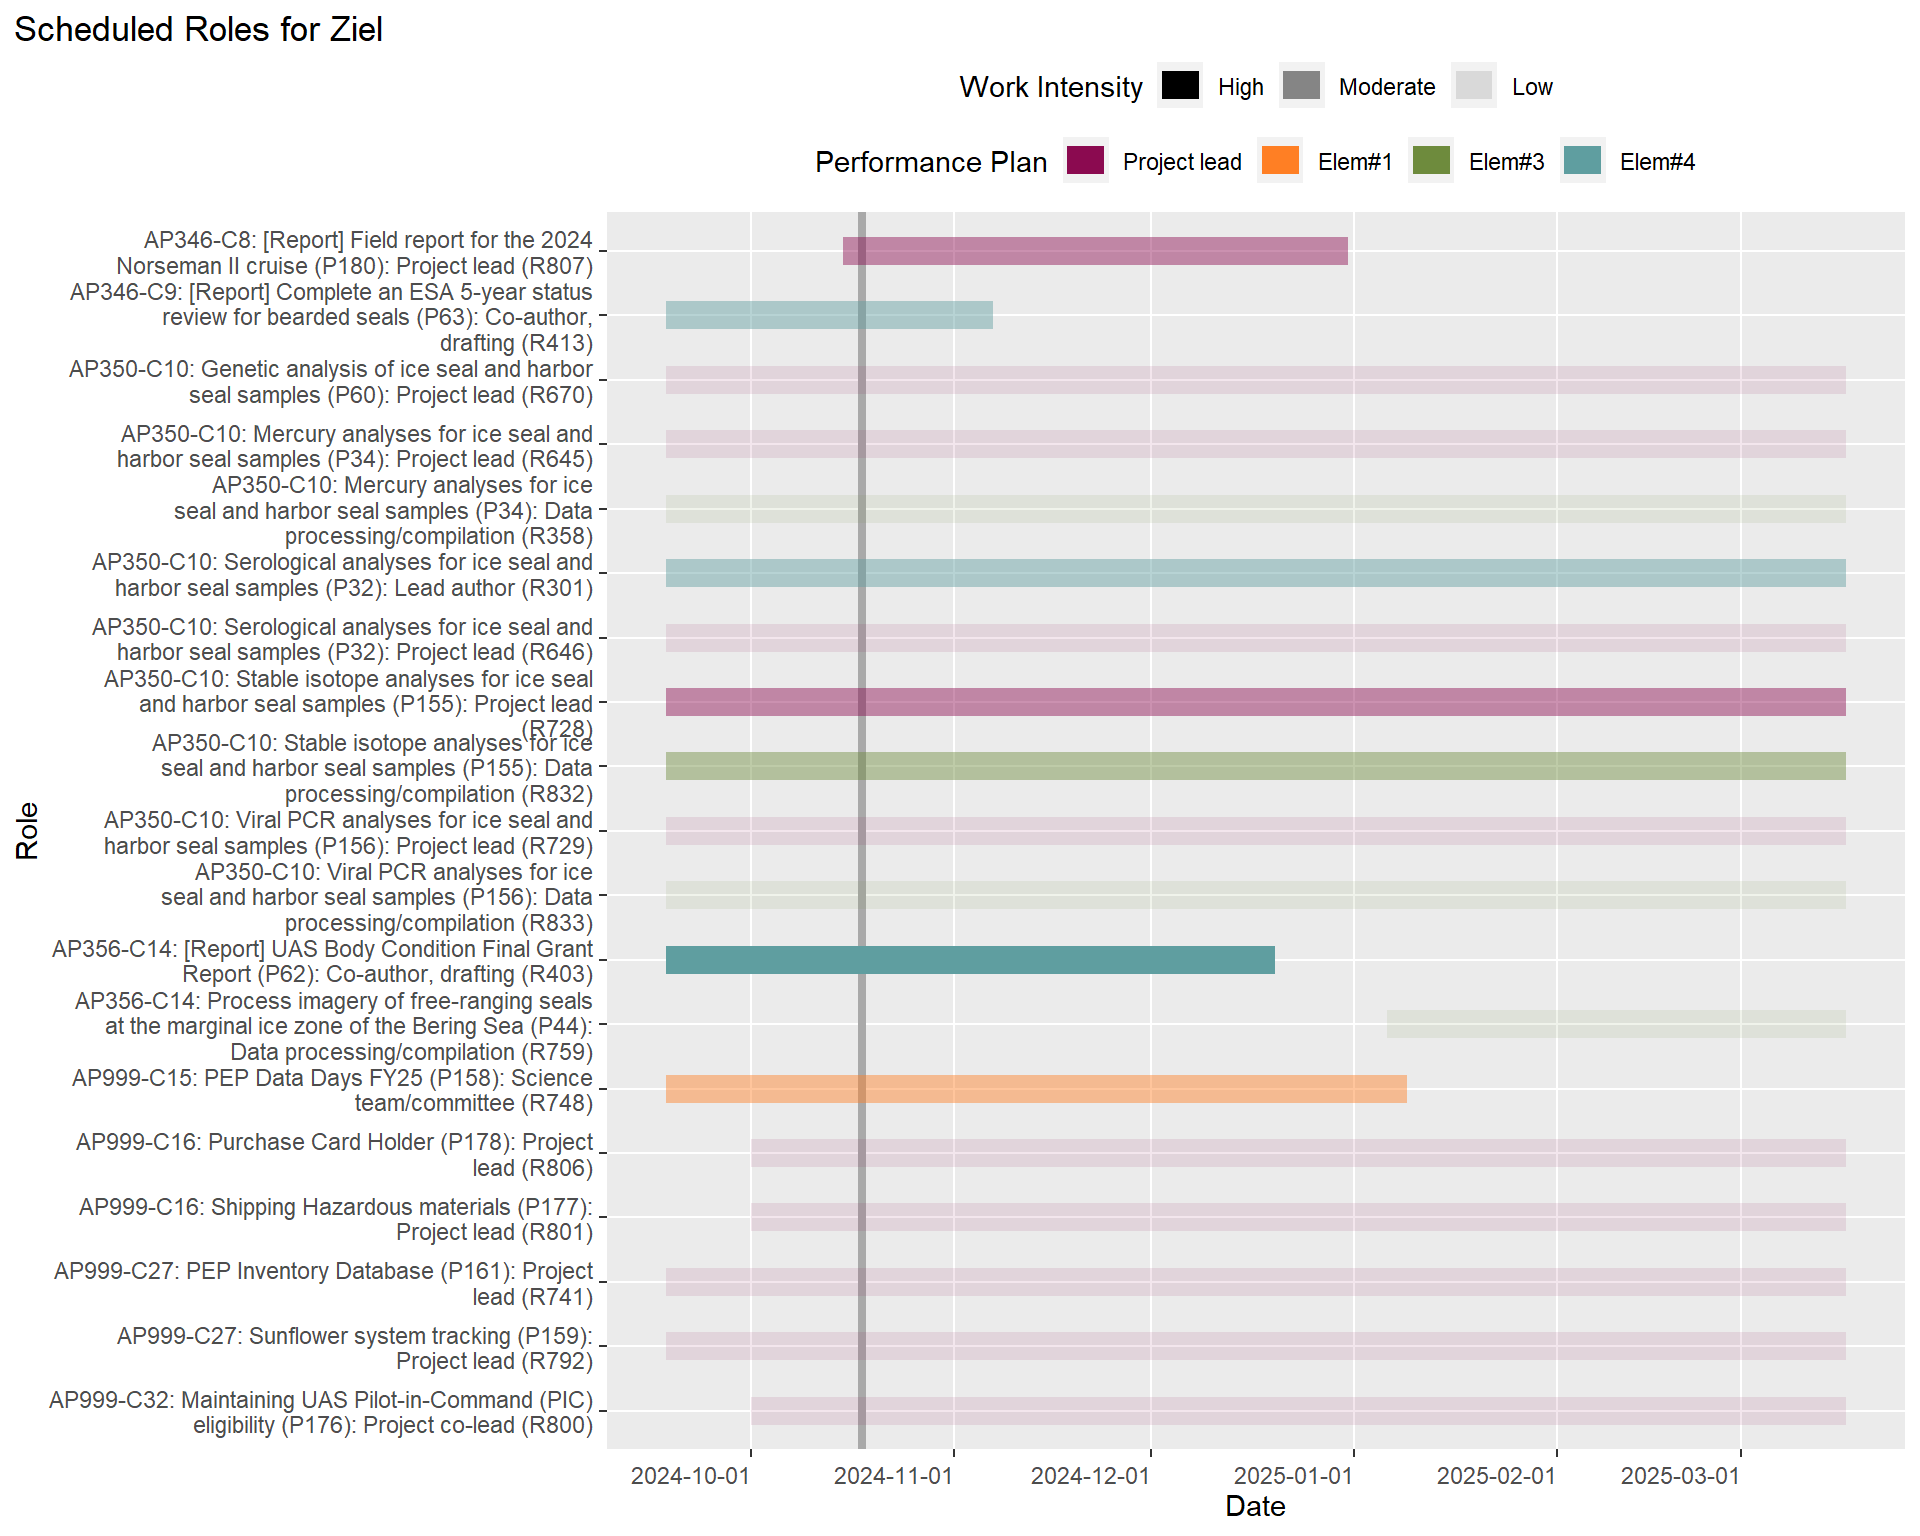 Scheduled Roles for Ziel
Work Intensity High Moderate Low
Performance Plan Project lead Elem#1 Elem#3 Elem#4
AP346-C8: [Report] Field report for the 2024
Norseman II cruise (P180): Project lead (R807)
AP346-C9: [Report] Complete an ESA 5-year status
review for bearded seals (P63): Co-author,
drafting (R413)
AP350-C10: Genetic analysis of ice seal and harbor
seal samples (P60): Project lead (R670)
AP350-C10: Mercury analyses for ice seal and
harbor seal samples (P34): Project lead (R645)
AP350-C10: Mercury analyses for ice
seal and harbor seal samples (P34): Data
processing/compilation (R358)
AP350-C10: Serological analyses for ice seal and
harbor seal samples (P32): Lead author (R301)
AP350-C10: Serological analyses for ice seal and
harbor seal samples (P32): Project lead (R646)
AP350-C10: Stable isotope analyses for ice seal
and harbor seal samples (P155): Project lead
(R728)
AP350-C10: Stable isotope analyses for ice
seal and harbor seal samples (P155): Data
processing/compilation (R832)
AP350-C10: Viral PCR analyses for ice seal and
harbor seal samples (P156): Project lead (R729)
AP350-C10: Viral PCR analyses for ice
seal and harbor seal samples (P156): Data
processing/compilation (R833)
AP356-C14: [Report] UAS Body Condition Final Grant
Report (P62): Co-author, drafting (R403)
AP356-C14: Process imagery of free-ranging seals
at the marginal ice zone of the Bering Sea (P44):
Data processing/compilation (R759)
AP999-C15: PEP Data Days FY25 (P158): Science
team/committee (R748)
AP999-C16: Purchase Card Holder (P178): Project
lead (R806)
AP999-C16: Shipping Hazardous materials (P177):
Project lead (R801)
AP999-C27: PEP Inventory Database (P161): Project
lead (R741)
AP999-C27: Sunflower system tracking (P159):
Project lead (R792)
AP999-C32: Maintaining UAS Pilot-in-Command (PIC)
eligibility (P176): Project co-lead (R800)
Role
2024-10-01 2024-11-01 2024-12-01 2025-01-01 2025-02-01 2025-03-01
Date